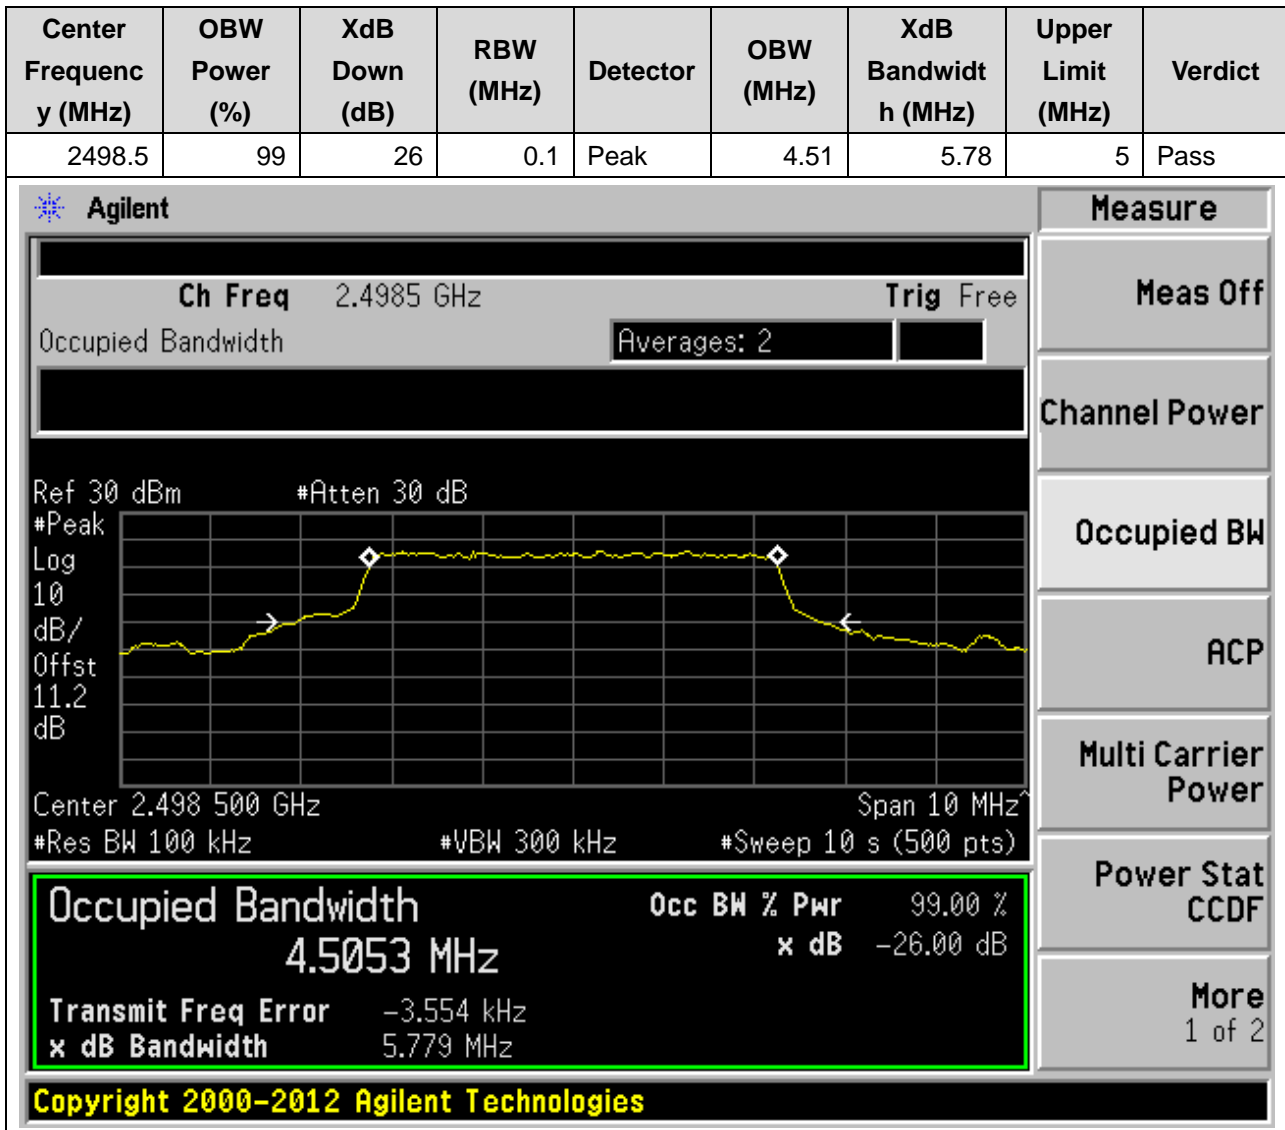 Center Frequenc y (MHz) OBW Power (%) XdB Down (dB) RBW (MHz) Detector OBW (MHz) XdB Bandwidt h (MHz) Upper Limit (MHz) Verdict
2498.5 99 26 0.1 Peak 4.51 5.78 5 Pass
Agilent
Measure
Ch Freq 2.4985 GHz Trig Free
Occupied Bandwidth Averages: 2
Ref 30 dBm #Atten 30 dB
#Peak
Log
10
dB/
Offst
11.2
dB
Center 2.498 500 GHz Span 10 MHz^
#Res BW 100 kHz #VBW 300 kHz #Sweep 10 s (500 pts)
Occupied Bandwidth Occ BW % Pwr 99.00 %
4.5053 MHz x dB -26.00 dB
Transmit Freq Error -3.554 kHz
x dB Bandwidth 5.779 MHz
Meas Off
Channel Power
Occupied BW
ACP
Multi Carrier
Power
Power Stat
CCDF
More
1 of 2
Copyright 2000-2012 Agilent Technologies